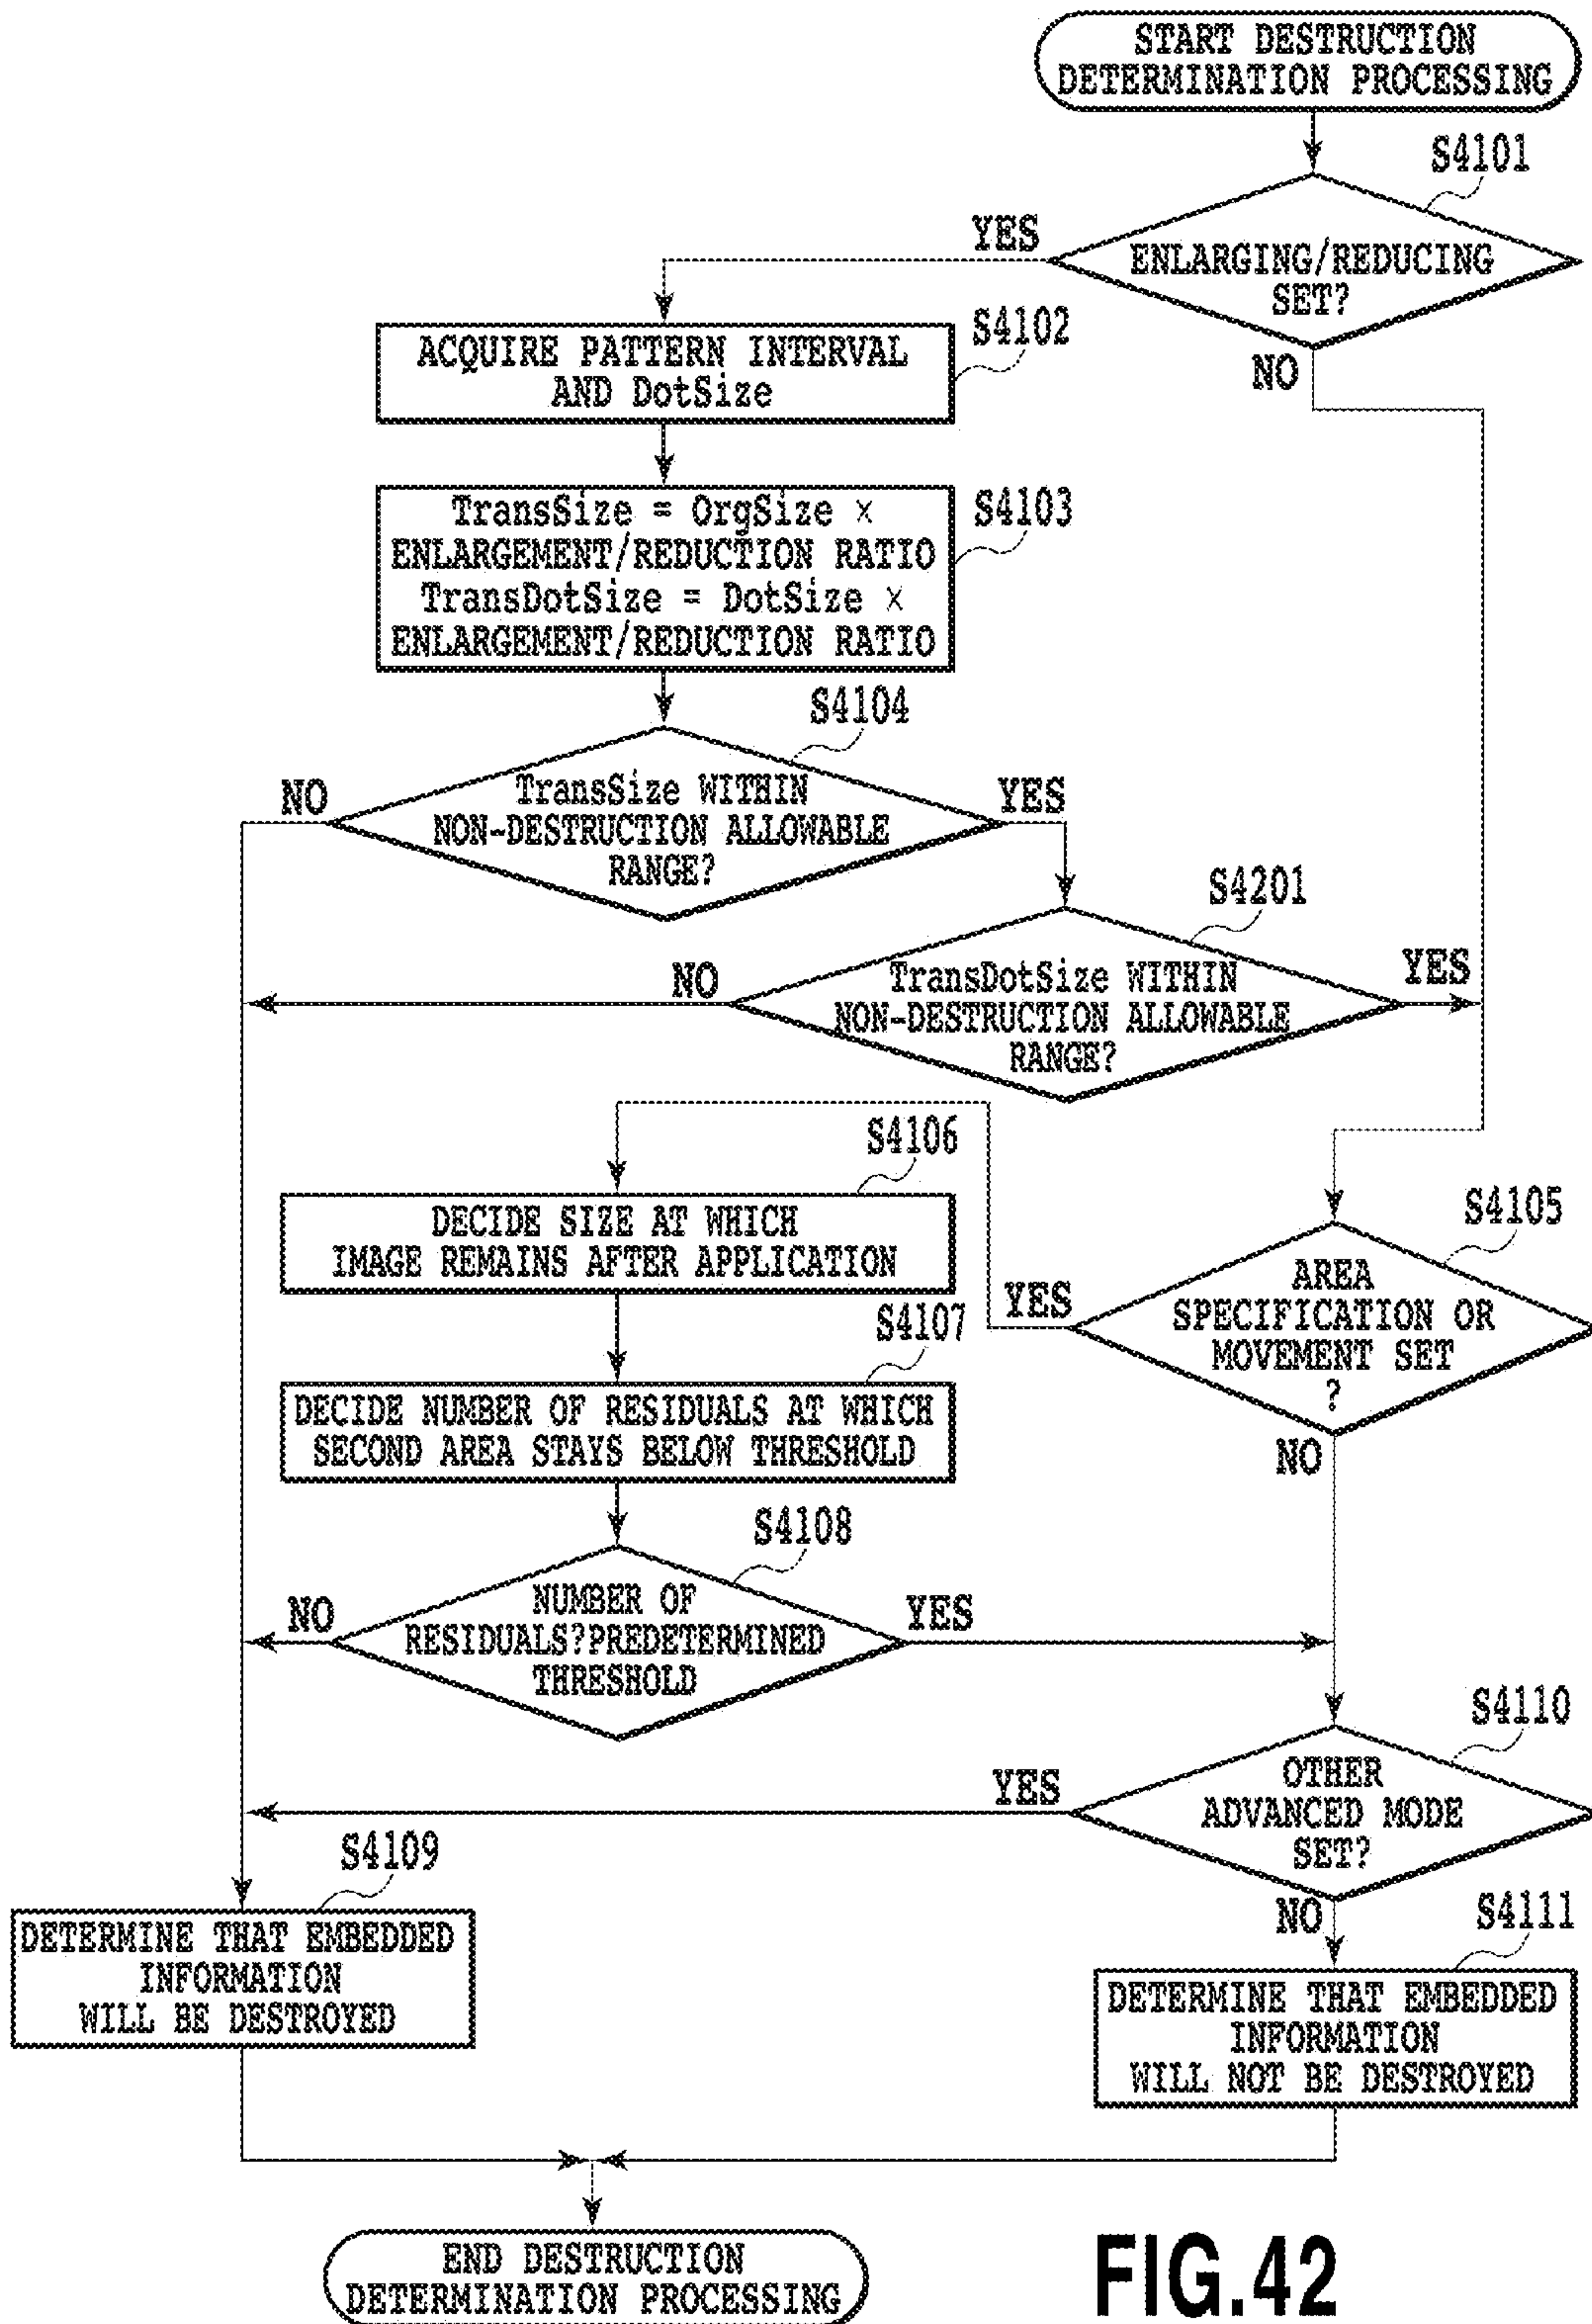 START DESTRUCTION
DETERMINATION PROCESSING
S4101
YES
ENLARGING/REDUCING
SET?
NO
S4102
ACQUIRE PATTERN INTERVAL
AND DotSize
S4103
TransSize = OrgSize ×
ENLARGEMENT/REDUCTION RATIO
TransDotSize = DotSize ×
ENLARGEMENT/REDUCTION RATIO
S4104
NO
TransSize WITHIN
NON-DESTRUCTION ALLOWABLE
RANGE?
YES
S4201
NO
TransDotSize WITHIN
NON-DESTRUCTION ALLOWABLE
RANGE?
YES
S4106
DECIDE SIZE AT WHICH
IMAGE REMAINS AFTER APPLICATION
S4105
YES
AREA
SPECIFICATION OR
MOVEMENT SET
?
NO
S4107
DECIDE NUMBER OF RESIDUALS AT WHICH
SECOND AREA STAYS BELOW THRESHOLD
S4108
NO
NUMBER OF
RESIDUALS?PREDETERMINED
THRESHOLD
YES
S4110
YES
OTHER
ADVANCED MODE
SET?
NO
S4109
DETERMINE THAT EMBEDDED
INFORMATION
WILL BE DESTROYED
S4111
DETERMINE THAT EMBEDDED
INFORMATION
WILL NOT BE DESTROYED
END DESTRUCTION
DETERMINATION PROCESSING
FIG.42